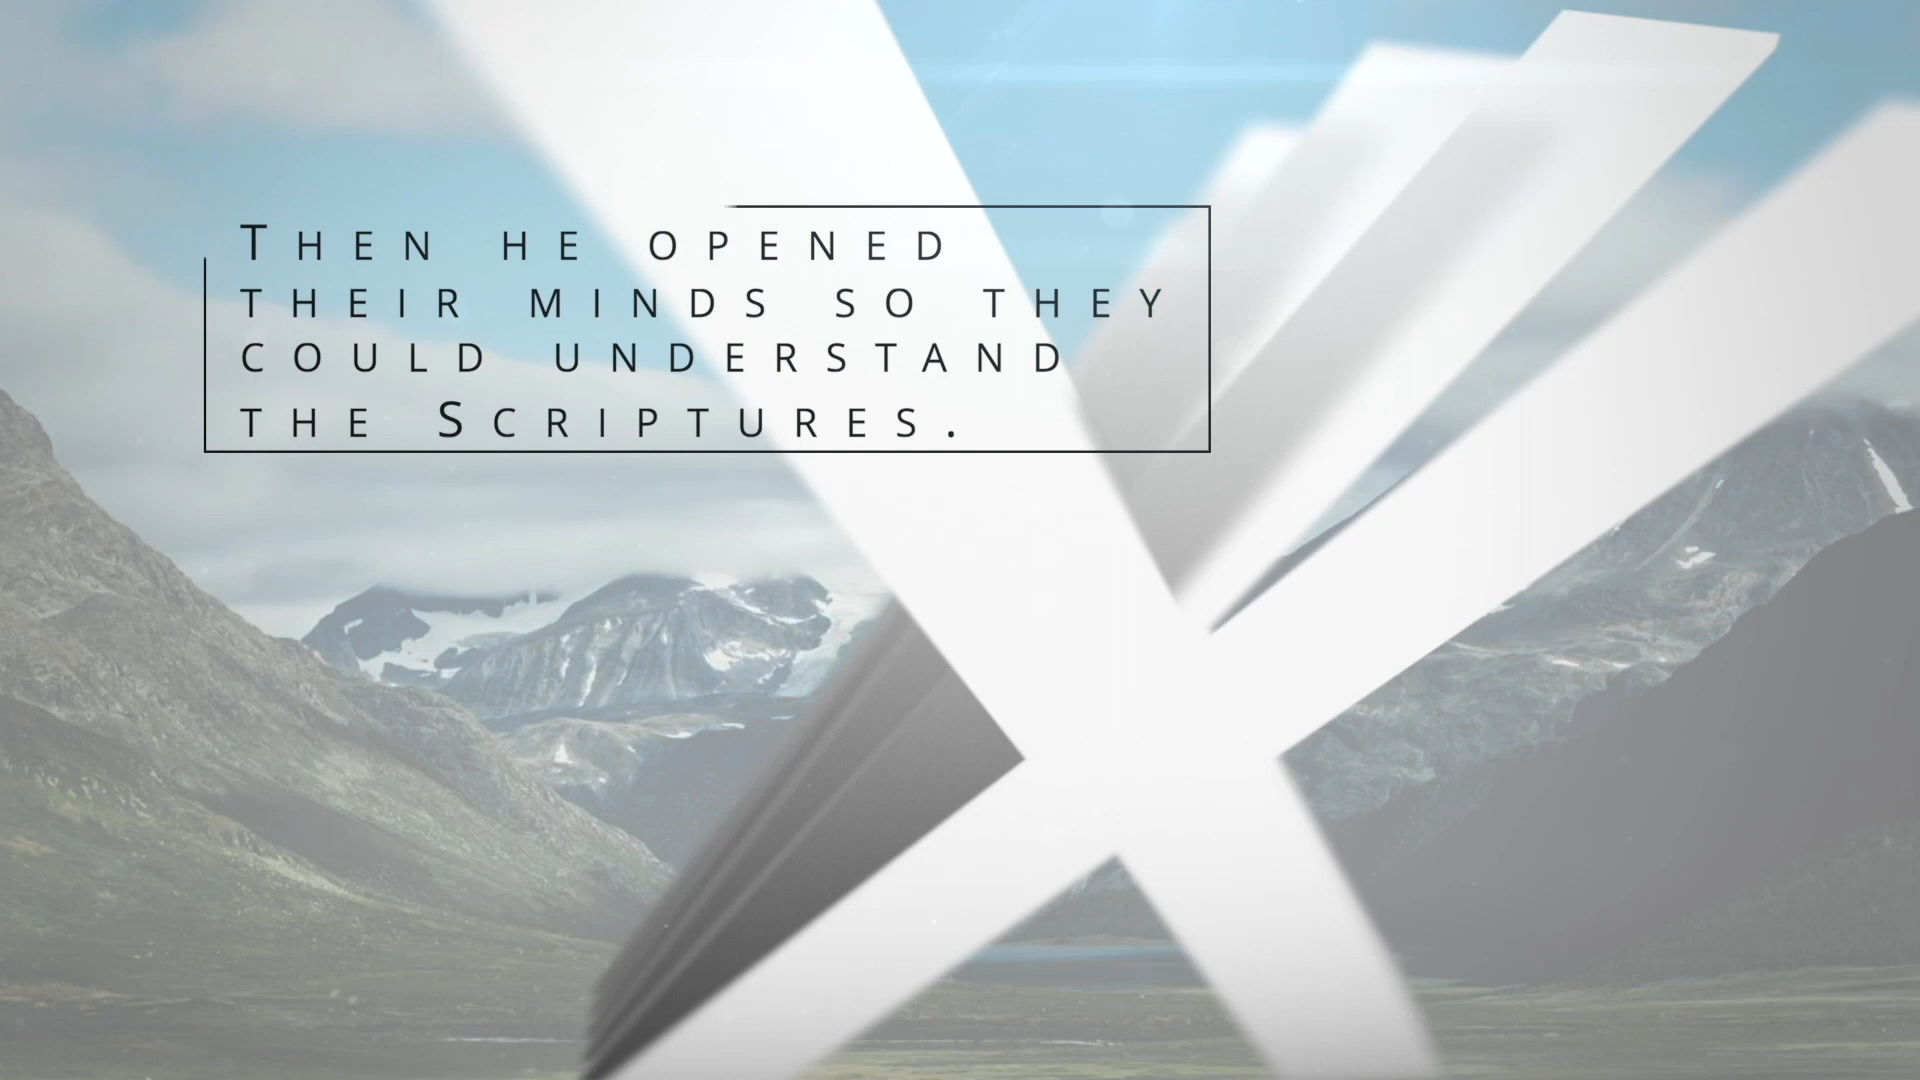 Then he opened
their minds so they
could understand
the Scriptures.